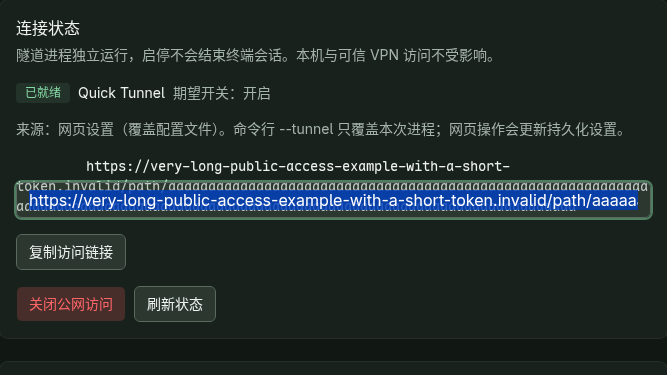 连接状态
隧道进程独立运行，启停不会结束终端会话。本机与可信 VPN 访问不受影响。
已就绪 Quick Tunnel 期望开关：开启
来源：网页设置（覆盖配置文件）。命令行 --tunnel 只覆盖本次进程；网页操作会更新持久化设置。
https://very-long-public-access-example-with-a-short-
https://very-long-public-access-example-with-a-short-token.invalid/path/aaaaa
复制访问链接
关闭公网访问 刷新状态